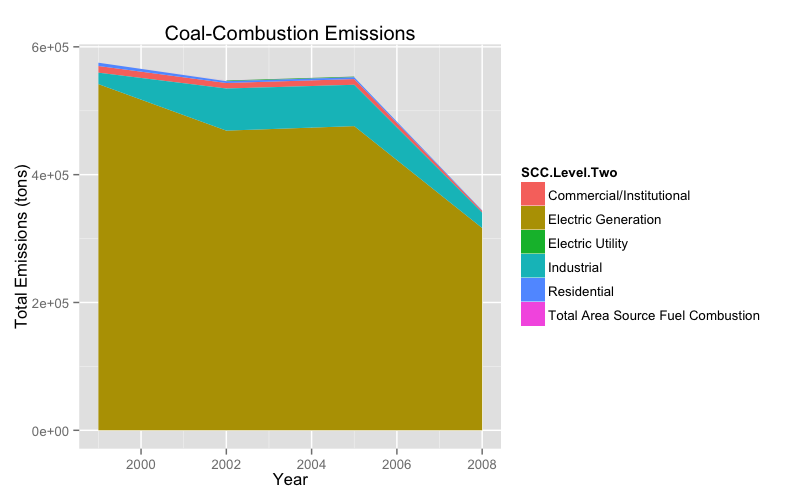 Coal-Combustion Emissions
6e+05
4e+05
2e+05
0e+00
Total Emissions (tons)
2000 2002 2004 2006 2008
Year
SCC.Level.Two
Commercial/Institutional
Electric Generation
Electric Utility
Industrial
Residential
Total Area Source Fuel Combustion